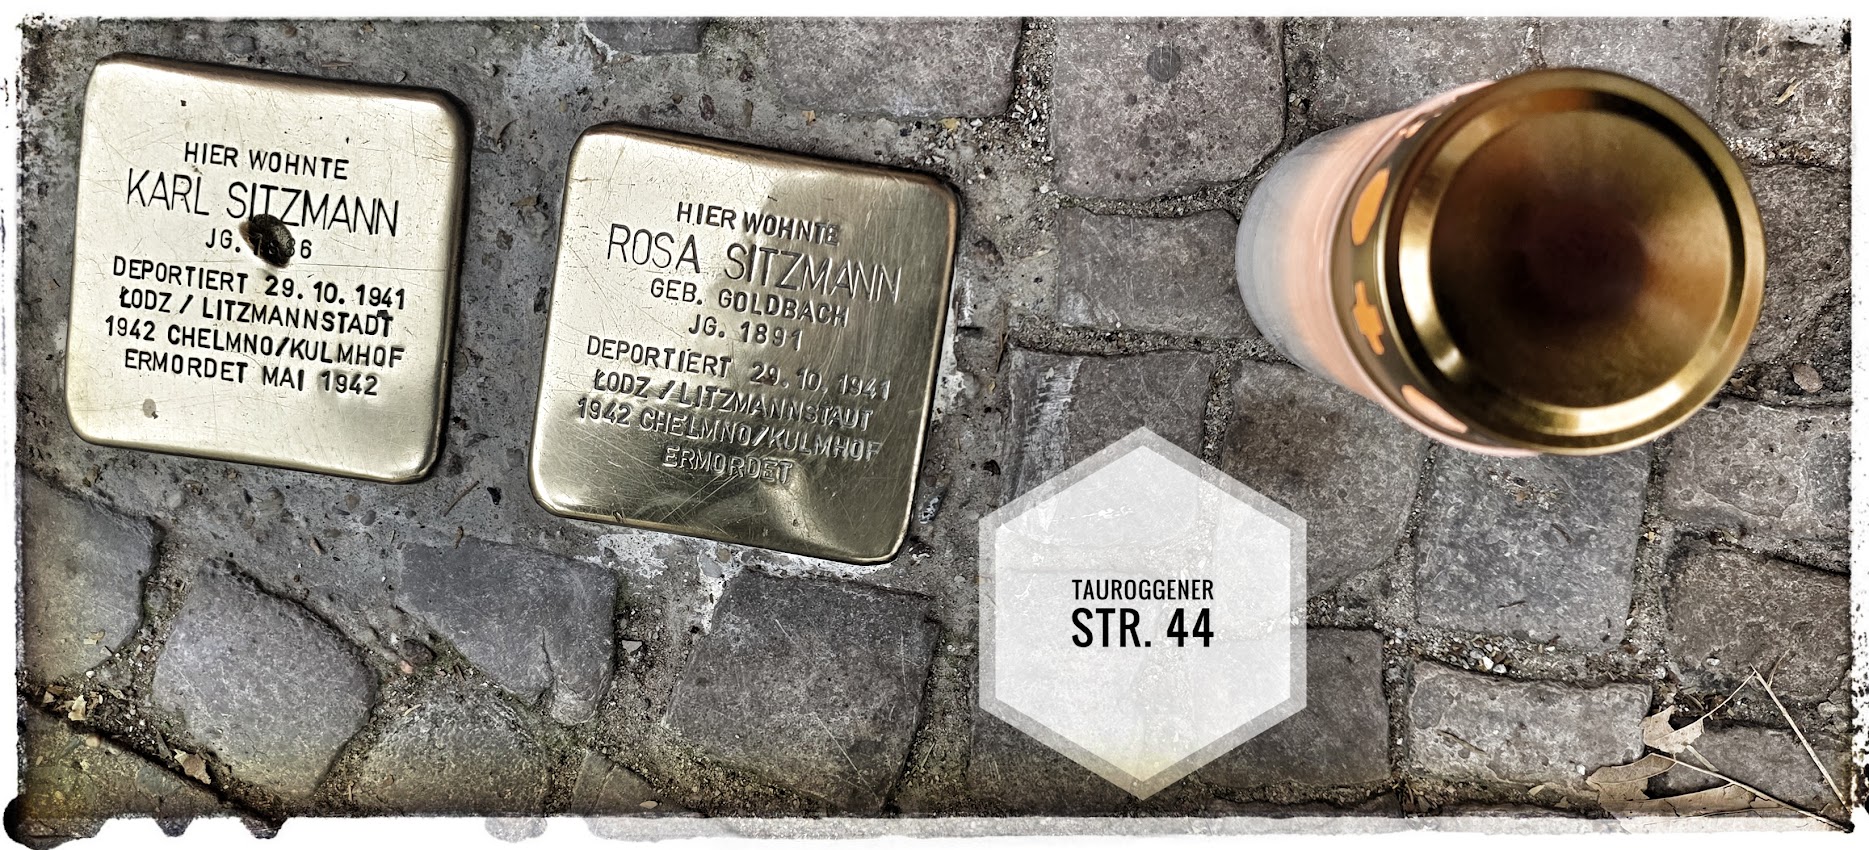 HIER WOHNTE
KARL SITZMANN
JG.
DEPORTIERT 29.10.1941
ŁODZ / LITZMANNSTADT
1942 CHELMNO/KULMHOF
ERMORDET MAI 1942
HIER WOHNTE
ROSA SITZMANN
GEB. GOLDBACH
JG. 1891
DEPORTIERT 29.10.1941
ŁODZ / LITZMANNSTADT
1942 CHELMNO/KULMHOF
ERMORDET
TAUROGGENER
STR. 44